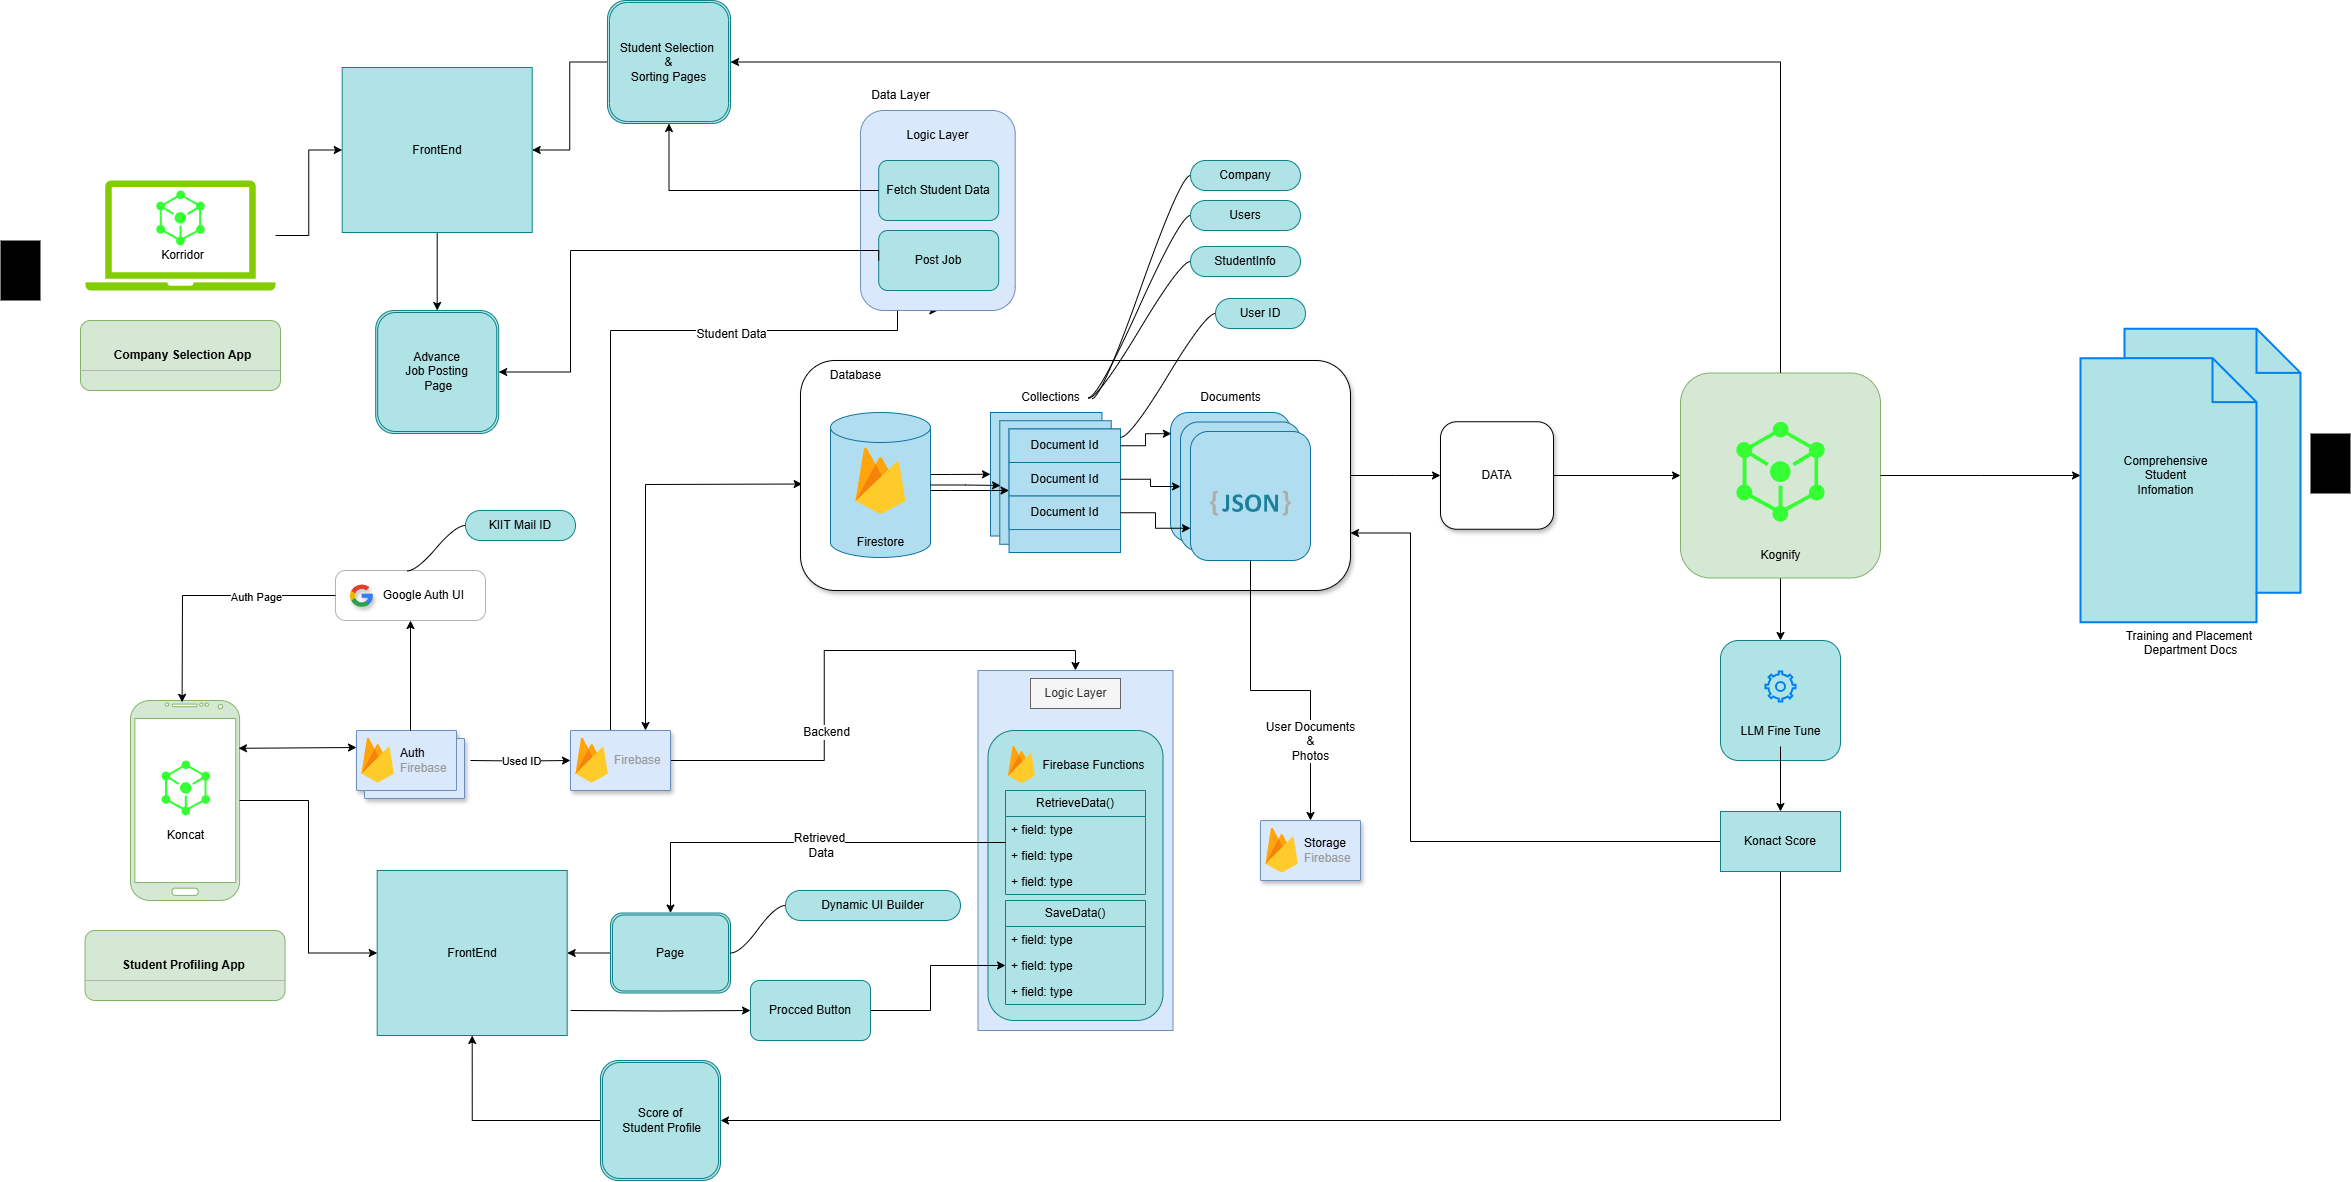 Student Selection
&
Sorting Pages
Data Layer
Logic Layer
FrontEnd
Fetch Student Data
Company
Users
Korridor
Post Job
StudentInfo
User ID
Student Data
Company Selection App
Advance
Job Posting
Page
Database
Collections
Documents
Document Id
Document Id
Document Id
{JSON}
Firestore
DATA
Kognify
Comprehensive
Student
Infomation
Training and Placement
Department Docs
KIIT Mail ID
Auth Page
G Google Auth UI
Logic Layer
LLM Fine Tune
Backend
User Documents
&
Photos
Auth
Firebase
Used ID
Firebase
Firebase Functions
Koncat
RetrieveData()
+ field: type
+ field: type
+ field: type
Retrieved
Data
Storage
Firebase
Konact Score
Dynamic UI Builder
SaveData()
+ field: type
+ field: type
+ field: type
Student Profiling App
FrontEnd
Page
Procced Button
Score of
Student Profile